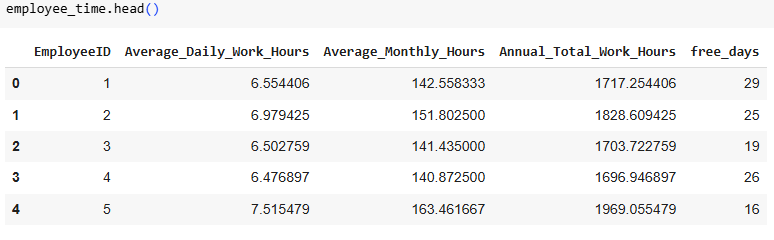 employee_time.head()
EmployeeID Average_Daily_Work_Hours Average_Monthly_Hours Annual_Total_Work_Hours free_days
0 1 6.554406 142.558333 1717.254406 29
1 2 6.979425 151.802500 1828.609425 25
2 3 6.502759 141.435000 1703.722759 19
3 4 6.476897 140.872500 1696.946897 26
4 5 7.515479 163.461667 1969.055479 16